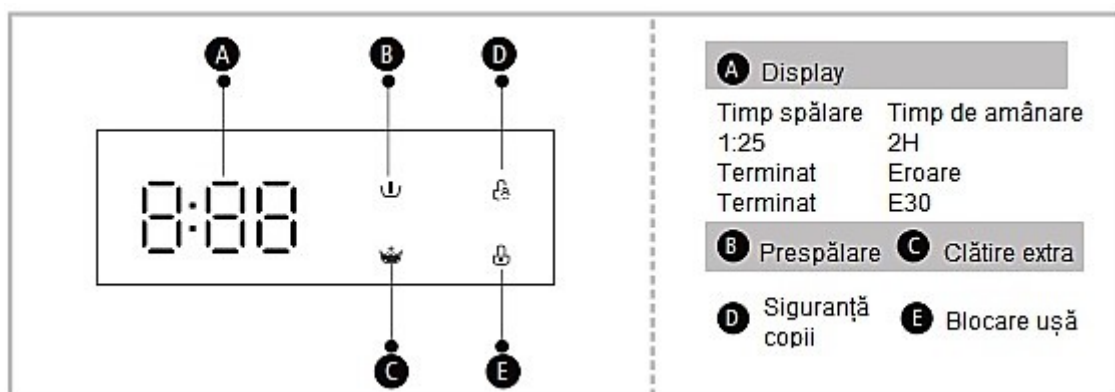 A B D
8:88
C E
A Display
Timp spălare Timp de amânare
1:25 2H
Terminat Eroare
Terminat E30
B Prespălare C Clătire extra
D Siguranță copii E Blocare ușă